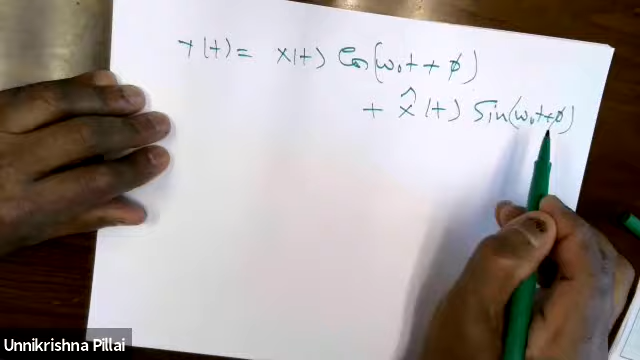 Y(t) = X(t) Cos(ω₀t + φ)
+ X̂(t) Sin(ω₀t+φ)
Unnikrishna Pillai